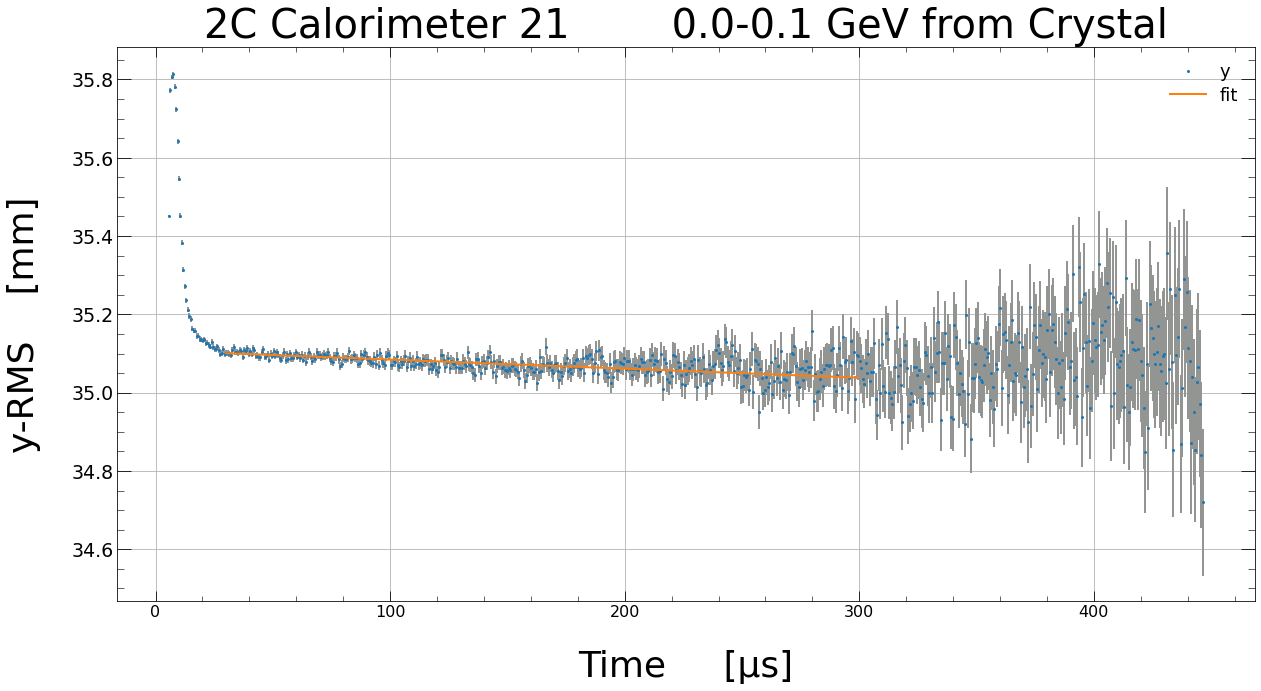 2C Calorimeter 21 0.0-0.1 GeV from Crystal
y
fit
35.8
35.6
35.4
35.2
35.0
34.8
34.6
y-RMS [mm]
0 100 200 300 400
Time [μs]